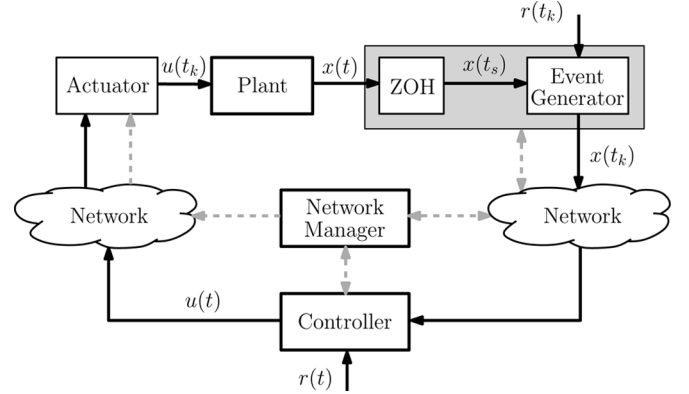 r(t_k)
u(t_k)
x(t)
x(t_s)
Actuator
Plant
ZOH
Event
Generator
x(t_k)
Network
Network
Manager
Network
u(t)
Controller
r(t)